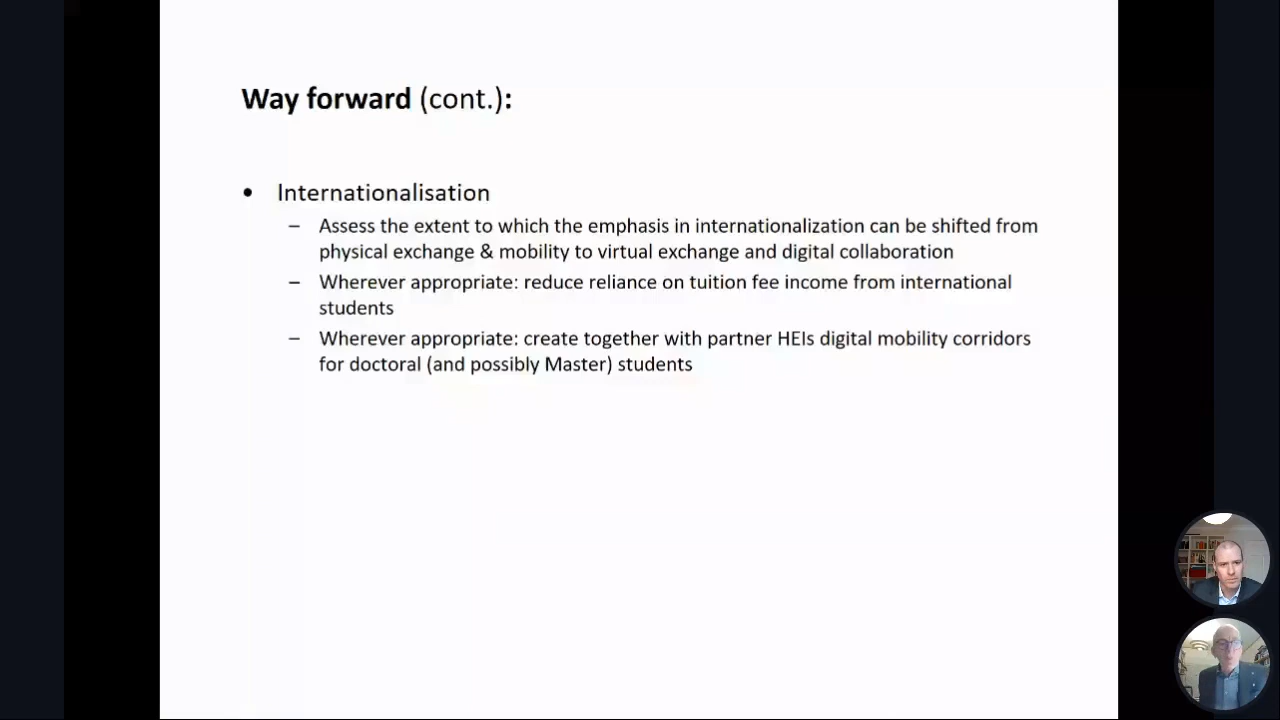 Way forward (cont.):
• Internationalisation
– Assess the extent to which the emphasis in internationalization can be shifted from
physical exchange & mobility to virtual exchange and digital collaboration
– Wherever appropriate: reduce reliance on tuition fee income from international
students
– Wherever appropriate: create together with partner HEIs digital mobility corridors
for doctoral (and possibly Master) students